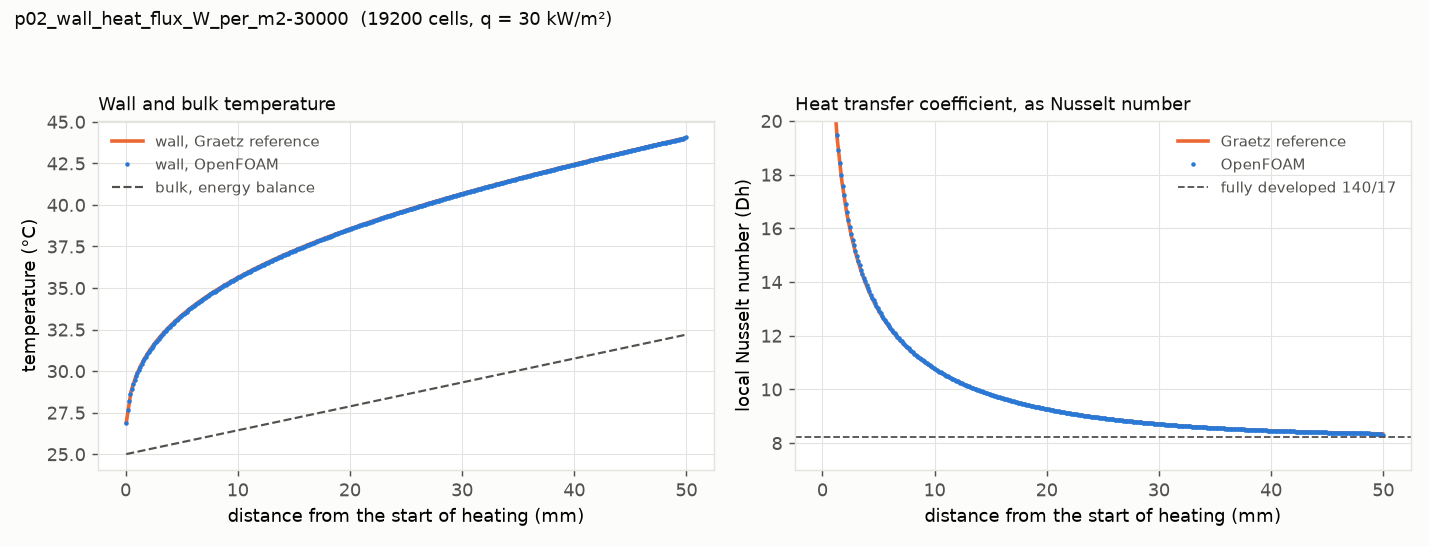 p02_wall_heat_flux_W_per_m2-30000  (19200 cells, q = 30 kW/m²)
Wall and bulk temperature
45.0
42.5
40.0
37.5
35.0
32.5
30.0
27.5
25.0
temperature (°C)
wall, Graetz reference
wall, OpenFOAM
bulk, energy balance
0 10 20 30 40 50
distance from the start of heating (mm)
Heat transfer coefficient, as Nusselt number
20
18
16
14
12
10
8
local Nusselt number (Dh)
Graetz reference
OpenFOAM
fully developed 140/17
0 10 20 30 40 50
distance from the start of heating (mm)